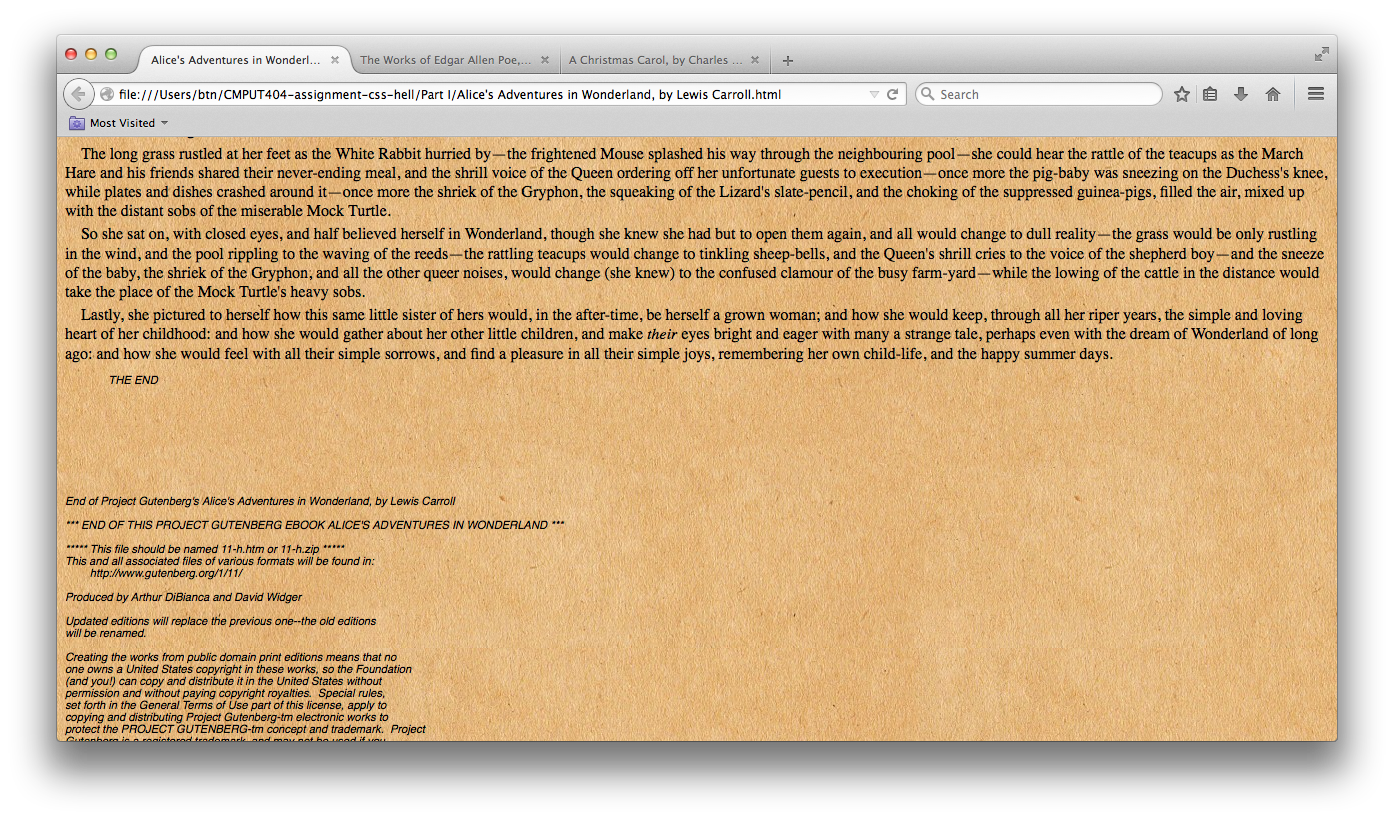 Alice's Adventures in Wonderl...
The Works of Edgar Allen Poe,...
A Christmas Carol, by Charles ...
file:///Users/btn/CMPUT404-assignment-css-hell/Part I/Alice's Adventures in Wonderland, by Lewis Carroll.html
Search
Most Visited
The long grass rustled at her feet as the White Rabbit hurried by—the frightened Mouse splashed his way through the neighbouring pool—she could hear the rattle of the teacups as the March
Hare and his friends shared their never-ending meal, and the shrill voice of the Queen ordering off her unfortunate guests to execution—once more the pig-baby was sneezing on the Duchess's knee,
while plates and dishes crashed around it—once more the shriek of the Gryphon, the squeaking of the Lizard's slate-pencil, and the choking of the suppressed guinea-pigs, filled the air, mixed up
with the distant sobs of the miserable Mock Turtle.
So she sat on, with closed eyes, and half believed herself in Wonderland, though she knew she had but to open them again, and all would change to dull reality—the grass would be only rustling
in the wind, and the pool rippling to the waving of the reeds—the rattling teacups would change to tinkling sheep-bells, and the Queen's shrill cries to the voice of the shepherd boy—and the sneeze
of the baby, the shriek of the Gryphon, and all the other queer noises, would change (she knew) to the confused clamour of the busy farm-yard—while the lowing of the cattle in the distance would
take the place of the Mock Turtle's heavy sobs.
Lastly, she pictured to herself how this same little sister of hers would, in the after-time, be herself a grown woman; and how she would keep, through all her riper years, the simple and loving
heart of her childhood: and how she would gather about her other little children, and make their eyes bright and eager with many a strange tale, perhaps even with the dream of Wonderland of long
ago: and how she would feel with all their simple sorrows, and find a pleasure in all their simple joys, remembering her own child-life, and the happy summer days.
THE END
End of Project Gutenberg's Alice's Adventures in Wonderland, by Lewis Carroll
*** END OF THIS PROJECT GUTENBERG EBOOK ALICE'S ADVENTURES IN WONDERLAND ***
***** This file should be named 11-h.htm or 11-h.zip *****
This and all associated files of various formats will be found in:
http://www.gutenberg.org/1/11/
Produced by Arthur DiBianca and David Widger
Updated editions will replace the previous one--the old editions
will be renamed.
Creating the works from public domain print editions means that no
one owns a United States copyright in these works, so the Foundation
(and you!) can copy and distribute it in the United States without
permission and without paying copyright royalties.  Special rules,
set forth in the General Terms of Use part of this license, apply to
copying and distributing Project Gutenberg-tm electronic works to
protect the PROJECT GUTENBERG-tm concept and trademark.  Project
Gutenberg is a registered trademark, and may not be used if you